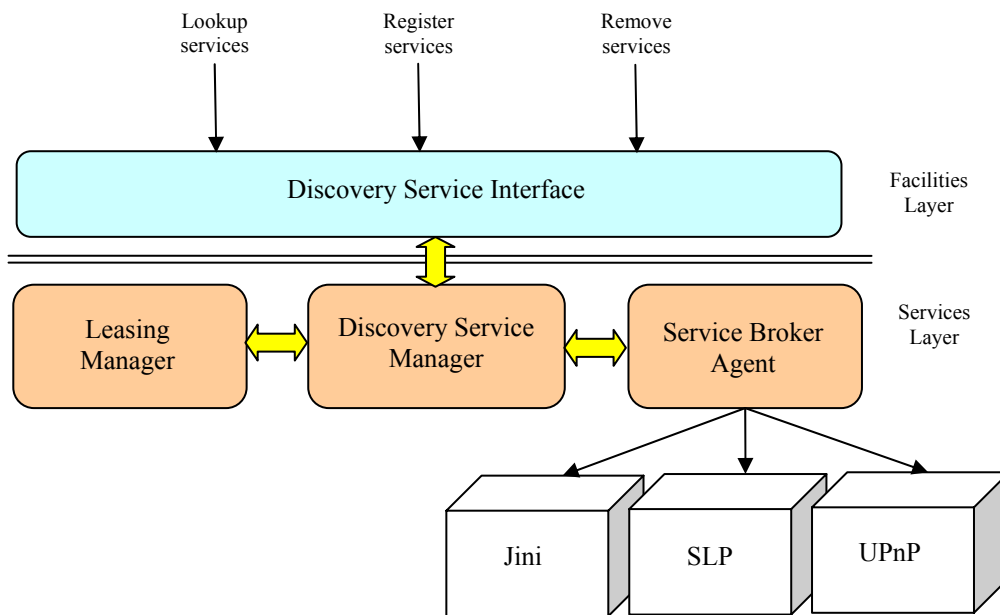 Lookup
services
Register
services
Remove
services
Discovery Service Interface
Facilities
Layer
Leasing
Manager
Discovery Service
Manager
Service Broker
Agent
Services
Layer
Jini
SLP
UPnP